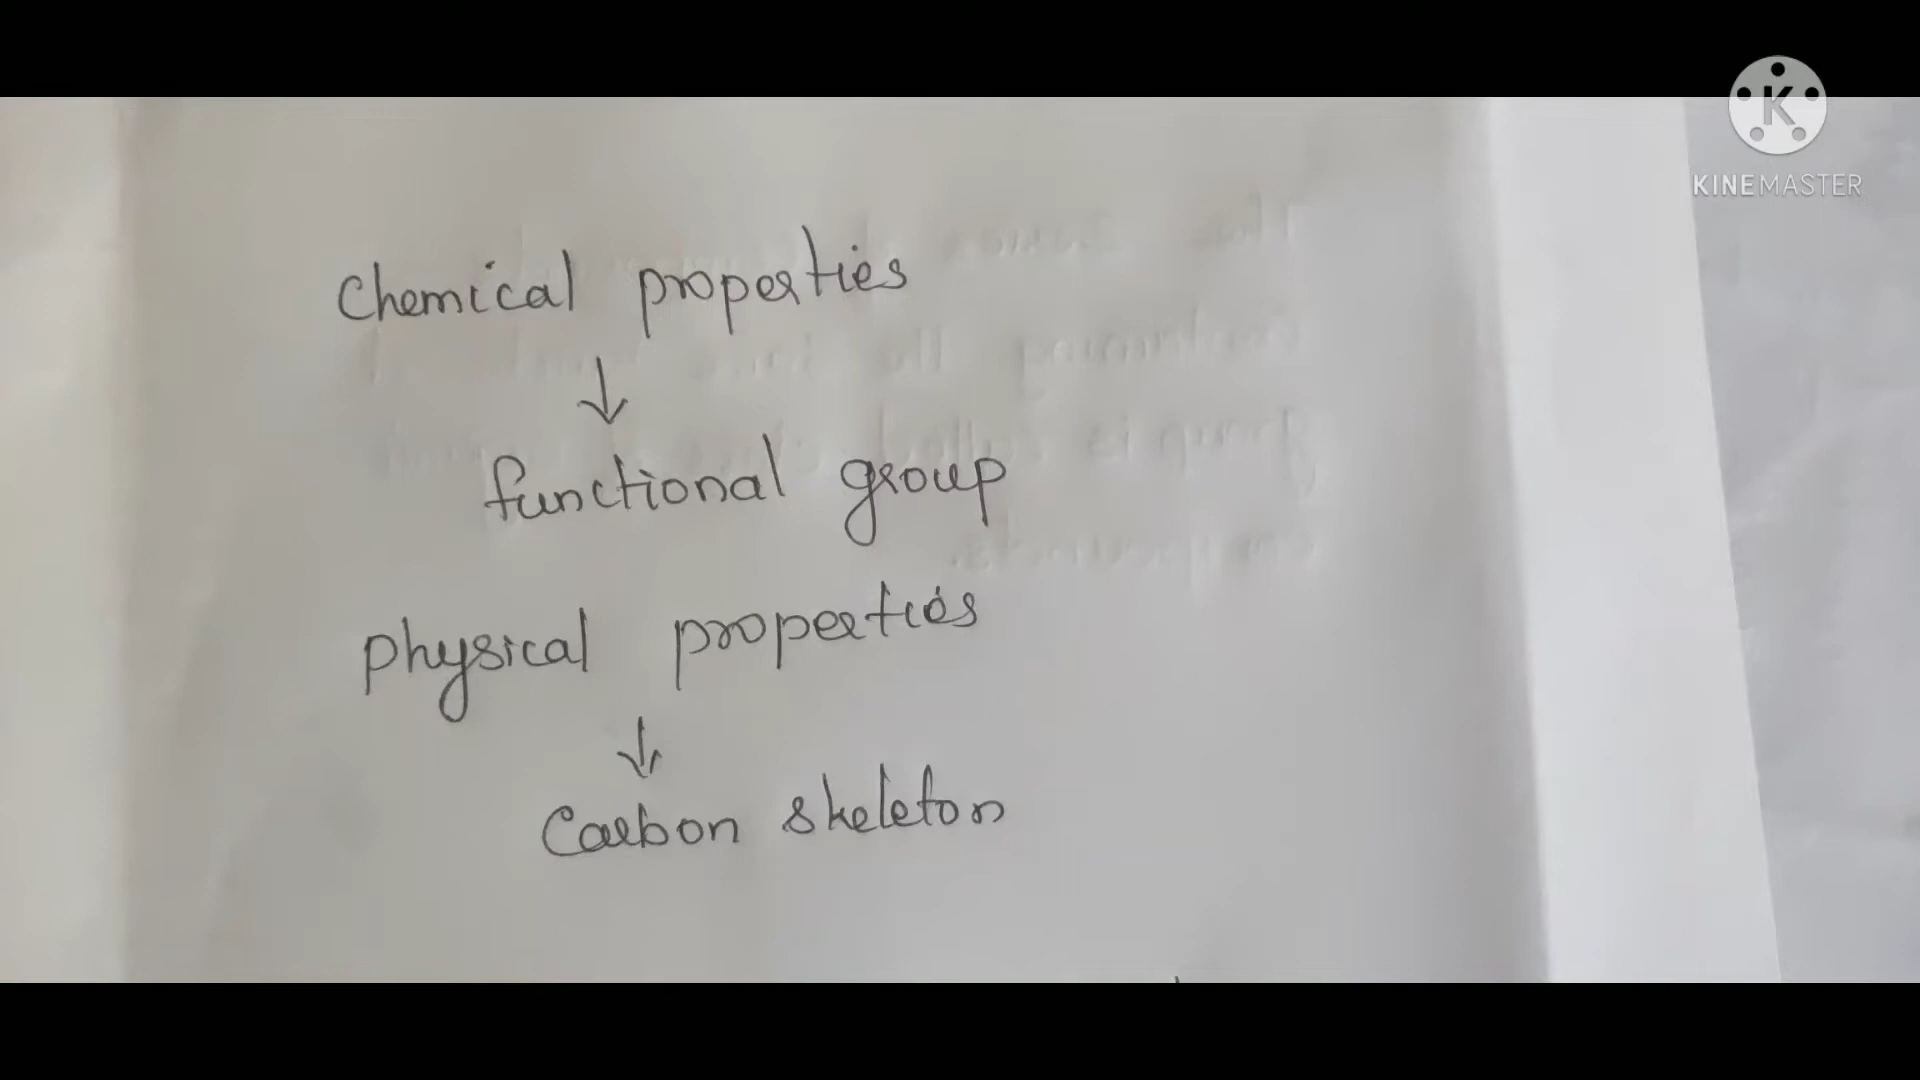 Chemical properties
↓
functional group
physical properties
↓
Carbon skeleton
KINEMASTER